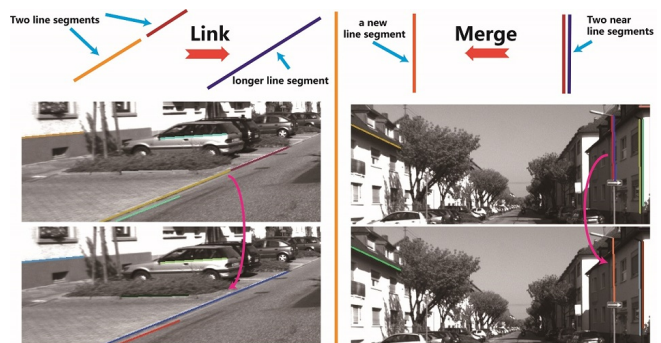 Two line segments
Link
longer line segment
a new
line segment
Merge
Two near
line segments